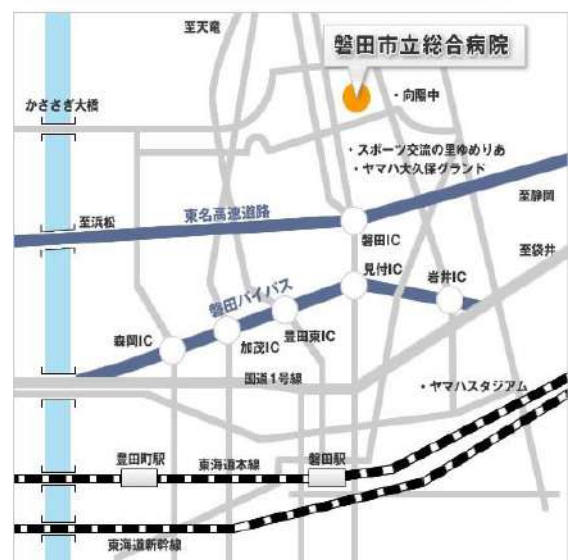 至天竜
磐田市立総合病院
・向陽中
かささぎ大橋
・スポーツ交流の里ゆめりあ
・ヤマハ大久保グランド
至静岡
東名高速道路
至浜松
磐田IC
至袋井
見付IC
岩井IC
磐田バイパス
豊田東IC
加茂IC
森岡IC
国道1号線
・ヤマハスタジアム
豊田町駅
東海道本線
磐田駅
東海道新幹線